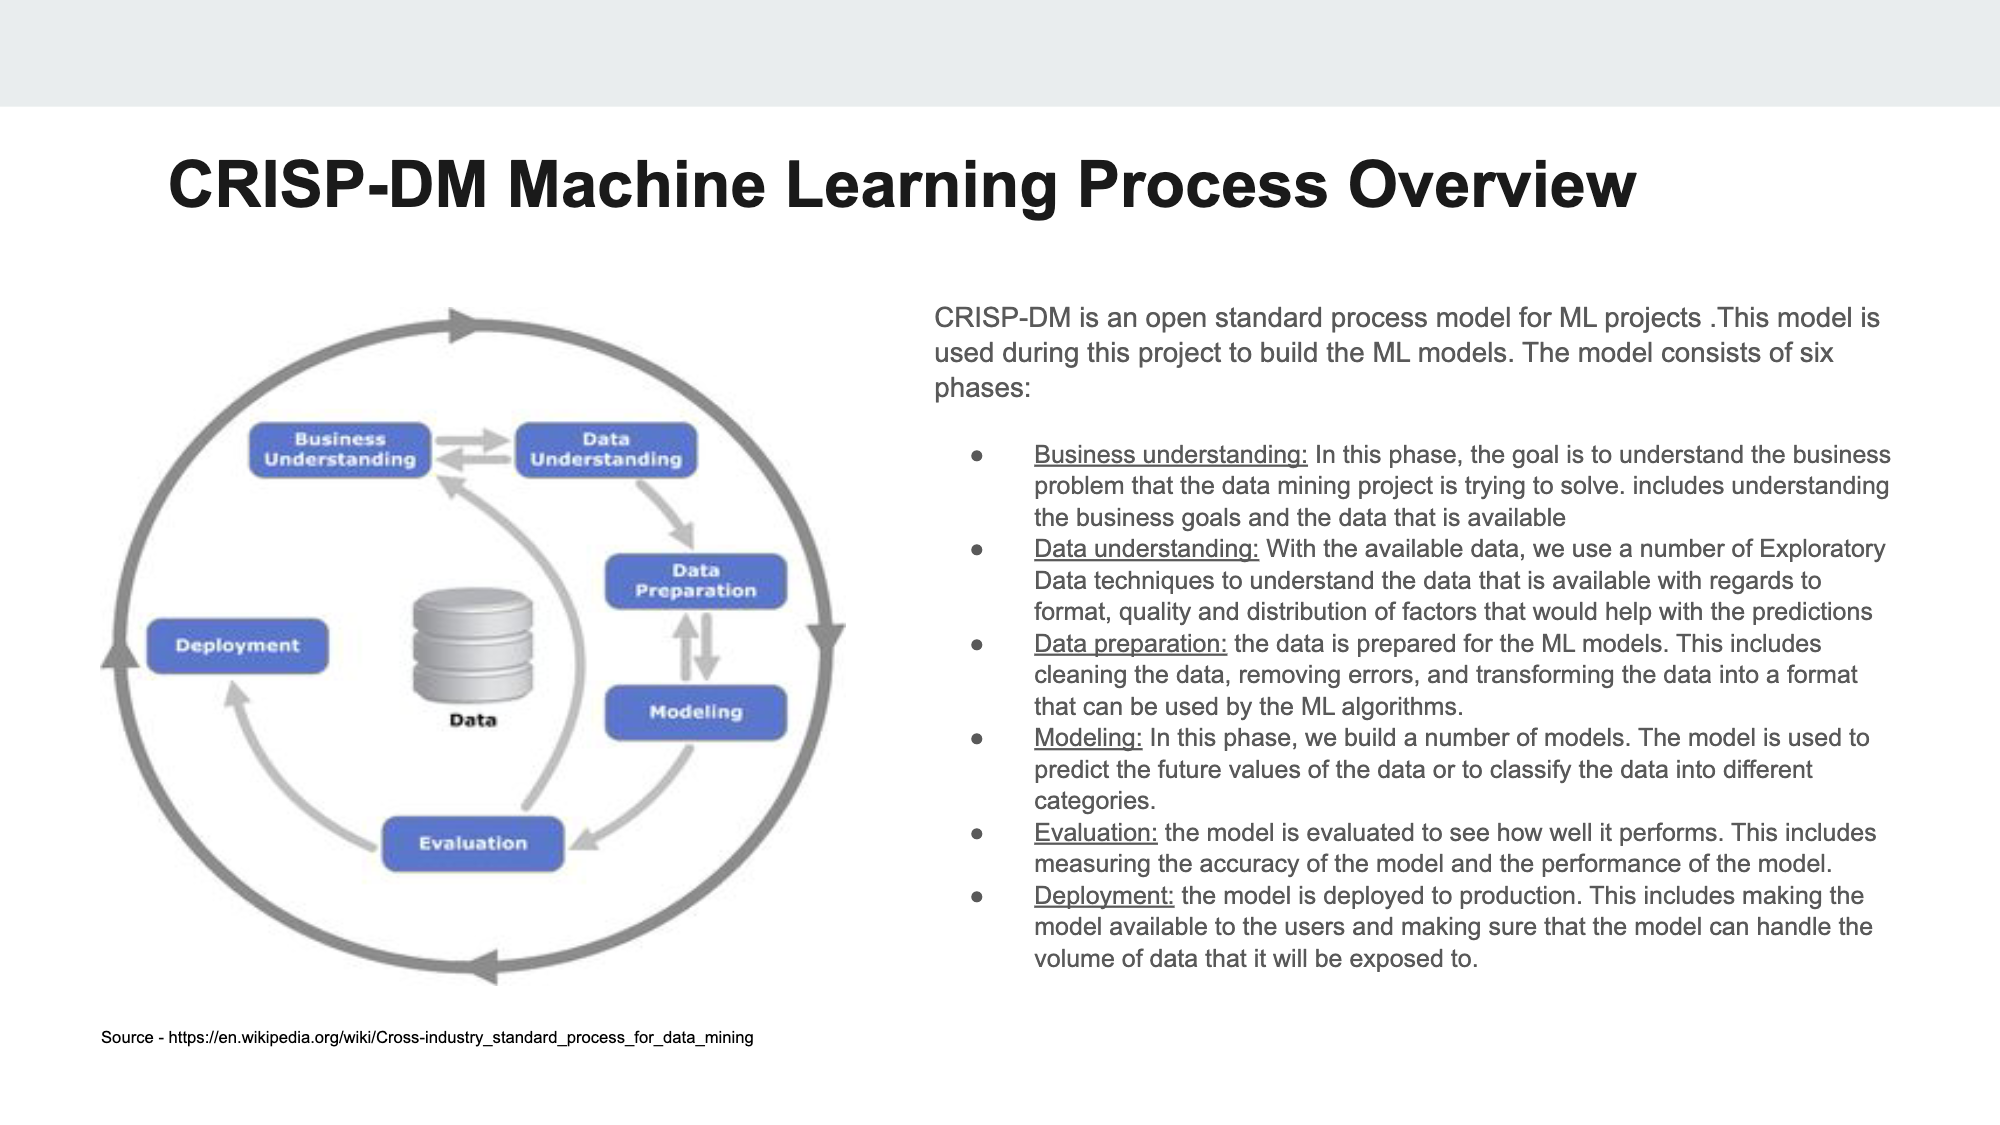 CRISP-DM Machine Learning Process Overview
Business
Understanding
Data
Understanding
Data
Preparation
Deployment
Data
Modeling
Evaluation
Source - https://en.wikipedia.org/wiki/Cross-industry_standard_process_for_data_mining
CRISP-DM is an open standard process model for ML projects .This model is
used during this project to build the ML models. The model consists of six
phases:
● Business understanding: In this phase, the goal is to understand the business
problem that the data mining project is trying to solve. includes understanding
the business goals and the data that is available
● Data understanding: With the available data, we use a number of Exploratory
Data techniques to understand the data that is available with regards to
format, quality and distribution of factors that would help with the predictions
● Data preparation: the data is prepared for the ML models. This includes
cleaning the data, removing errors, and transforming the data into a format
that can be used by the ML algorithms.
● Modeling: In this phase, we build a number of models. The model is used to
predict the future values of the data or to classify the data into different
categories.
● Evaluation: the model is evaluated to see how well it performs. This includes
measuring the accuracy of the model and the performance of the model.
● Deployment: the model is deployed to production. This includes making the
model available to the users and making sure that the model can handle the
volume of data that it will be exposed to.